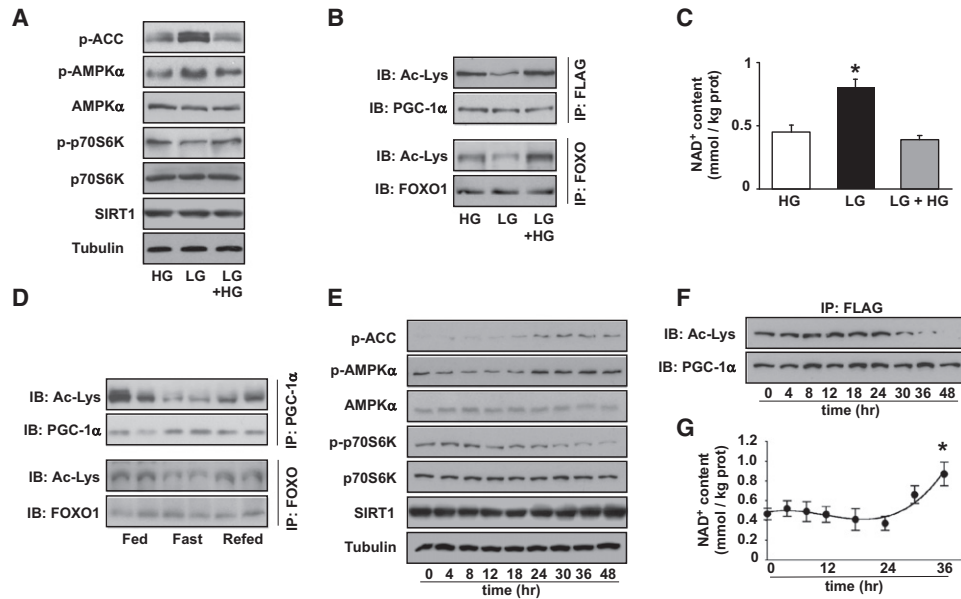 A
p-ACC
p-AMPKα
AMPKα
p-p70S6K
p70S6K
SIRT1
Tubulin
HG LG LG
+HG
B
IB: Ac-Lys
IB: PGC-1α
IP: FLAG
IB: Ac-Lys
IB: FOXO1
IP: FOXO
HG LG LG
+HG
C
NAD+ content
(mmol / kg prot)
1
0.5
0
*
HG LG LG + HG
D
IB: Ac-Lys
IB: PGC-1α
IP: PGC-1α
IB: Ac-Lys
IB: FOXO1
IP: FOXO
Fed Fast Refed
E
p-ACC
p-AMPKα
AMPKα
p-p70S6K
p70S6K
SIRT1
Tubulin
0 4 8 12 18 24 30 36 48
time (hr)
F
IP: FLAG
IB: Ac-Lys
IB: PGC-1α
0 4 8 12 18 24 30 36 48
time (hr)
G
NAD+ content
(mmol / kg prot)
1.2
1.0
0.8
0.6
0.4
0.2
0.0
*
0 12 24 36
time (hr)